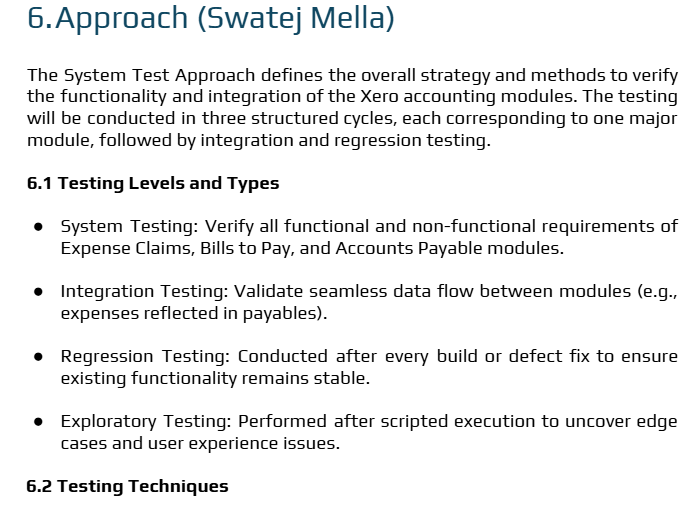 6.Approach (Swatej Mella)
The System Test Approach defines the overall strategy and methods to verify
the functionality and integration of the Xero accounting modules. The testing
will be conducted in three structured cycles, each corresponding to one major
module, followed by integration and regression testing.
6.1 Testing Levels and Types
● System Testing: Verify all functional and non-functional requirements of
Expense Claims, Bills to Pay, and Accounts Payable modules.
● Integration Testing: Validate seamless data flow between modules (e.g.,
expenses reflected in payables).
● Regression Testing: Conducted after every build or defect fix to ensure
existing functionality remains stable.
● Exploratory Testing: Performed after scripted execution to uncover edge
cases and user experience issues.
6.2 Testing Techniques